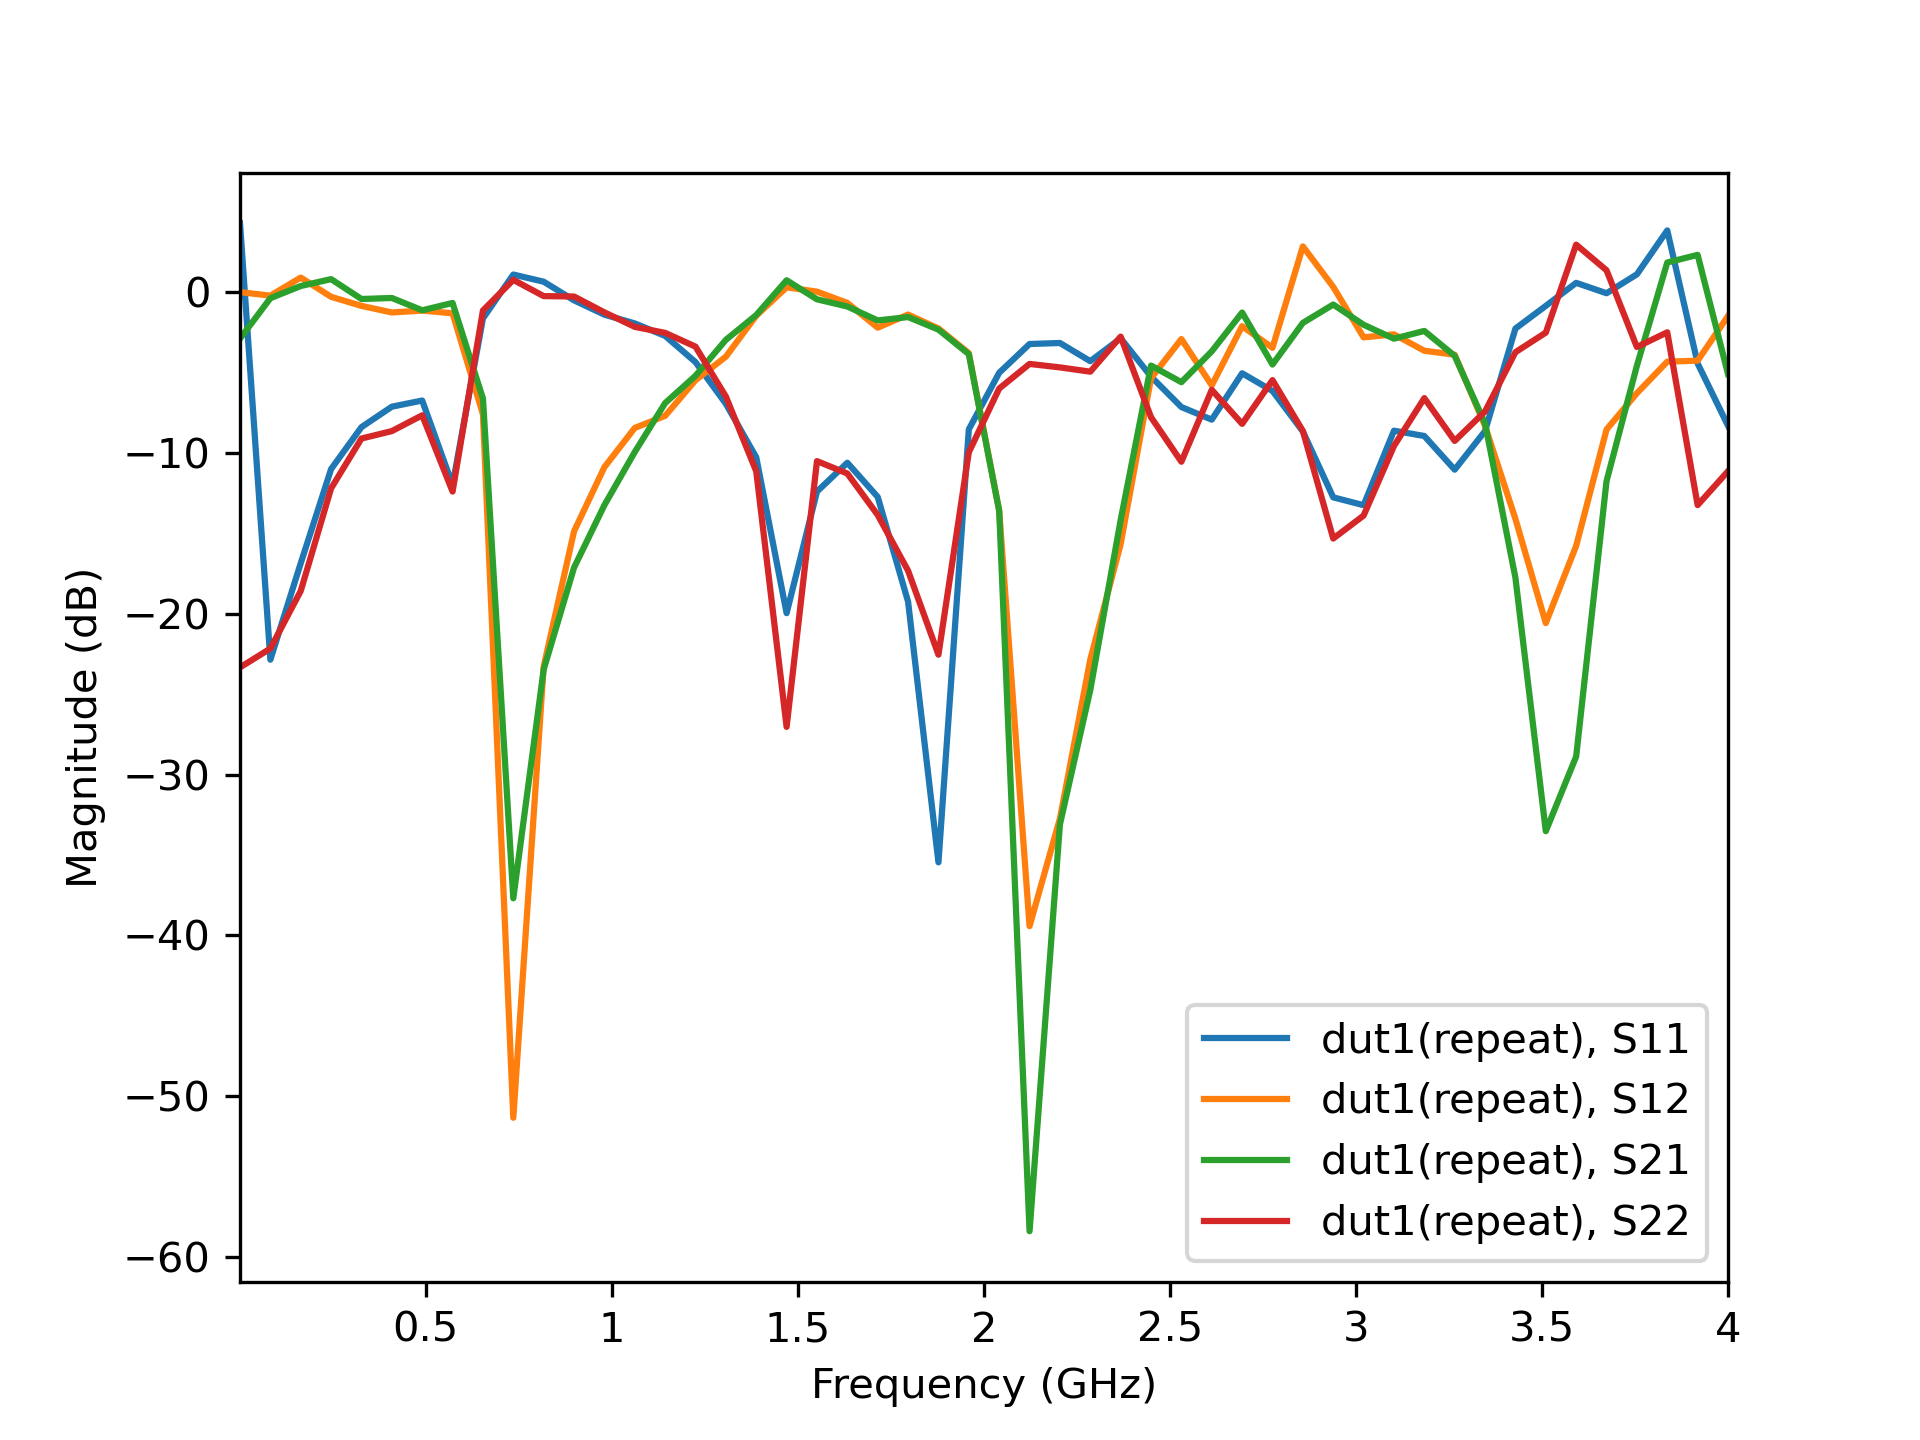 0
−10
−20
−30
−40
−50
−60
Magnitude (dB)
0.5 1 1.5 2 2.5 3 3.5 4
Frequency (GHz)
dut1(repeat), S11
dut1(repeat), S12
dut1(repeat), S21
dut1(repeat), S22